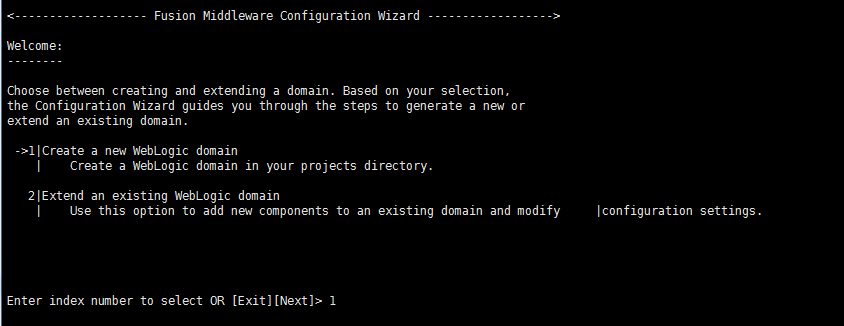 <------------------- Fusion Middleware Configuration Wizard ------------------>
Welcome:
--------
Choose between creating and extending a domain. Based on your selection,
the Configuration Wizard guides you through the steps to generate a new or
extend an existing domain.
->1|Create a new WebLogic domain
|    Create a WebLogic domain in your projects directory.
2|Extend an existing WebLogic domain
|    Use this option to add new components to an existing domain and modify     |configuration settings.
Enter index number to select OR [Exit][Next]> 1